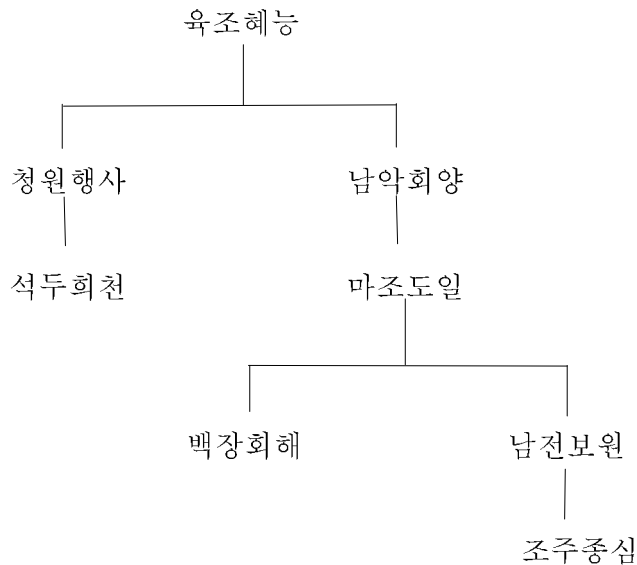 육조혜능
청원행사 남악회양
석두희천 마조도일
백장회해 남전보원
조주종심